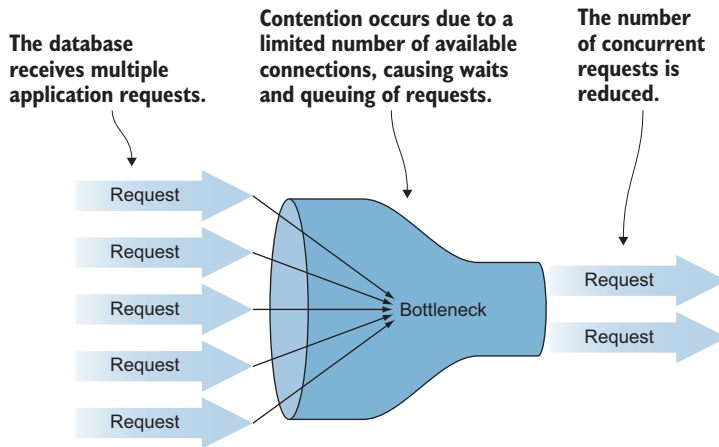 The database
receives multiple
application requests.
Contention occurs due to a
limited number of available
connections, causing waits
and queuing of requests.
The number
of concurrent
requests is
reduced.
Request
Request
Request
Request
Request
Bottleneck
Request
Request